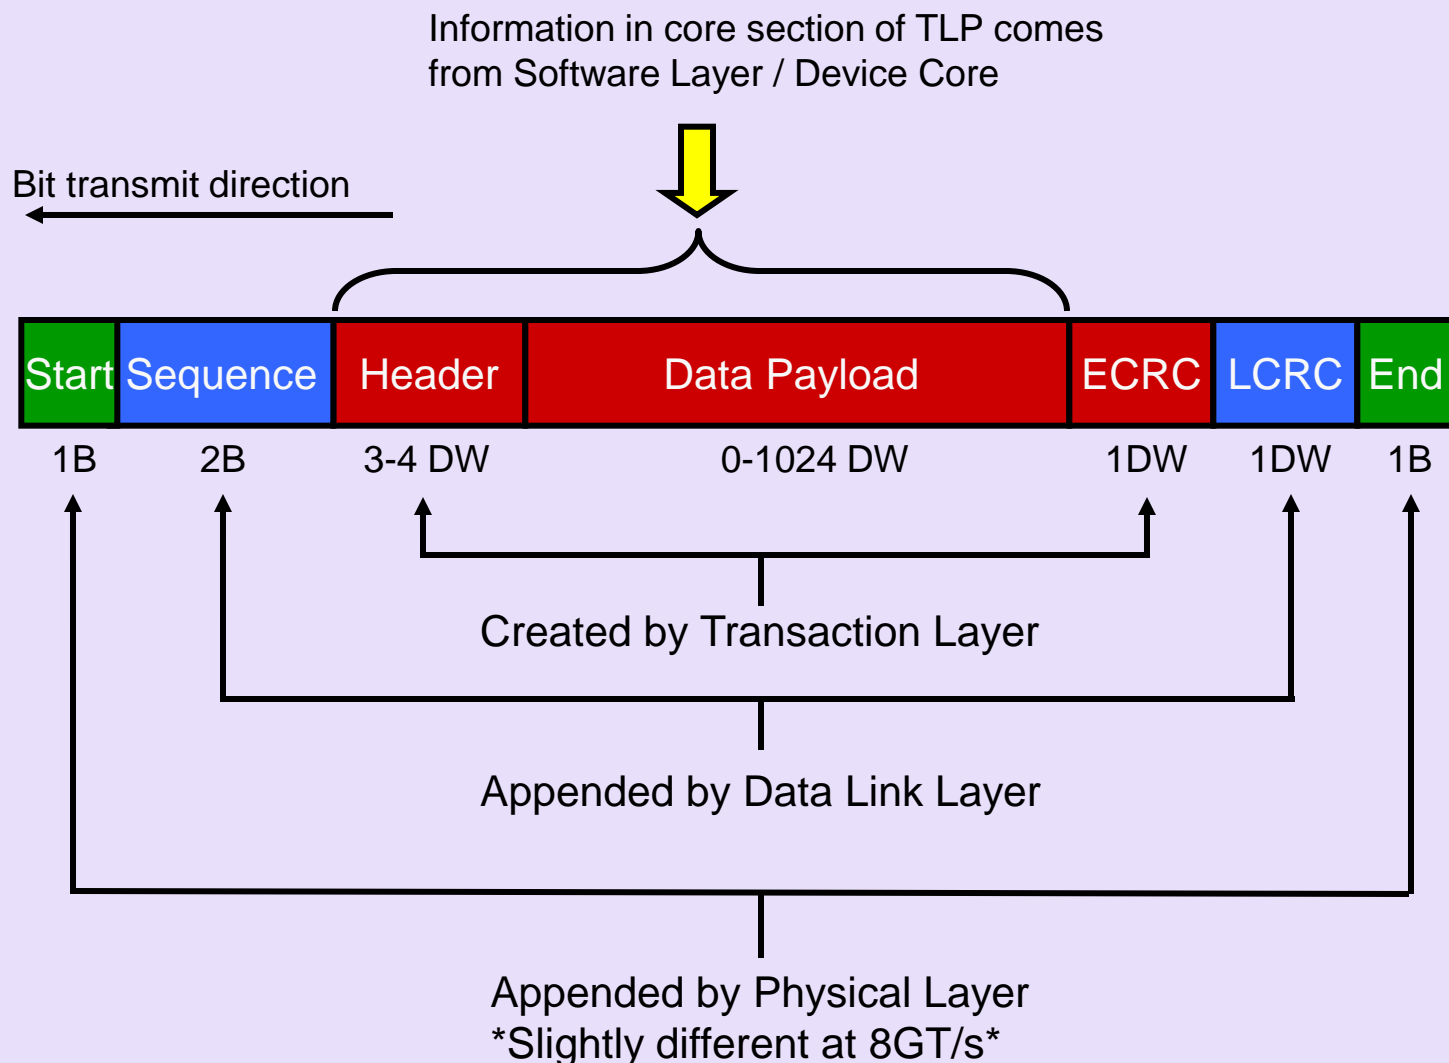 Information in core section of TLP comes
from Software Layer / Device Core
Bit transmit direction
Start Sequence Header Data Payload ECRC LCRC End
1B 2B 3-4 DW 0-1024 DW 1DW 1DW 1B
Created by Transaction Layer
Appended by Data Link Layer
Appended by Physical Layer
*Slightly different at 8GT/s*